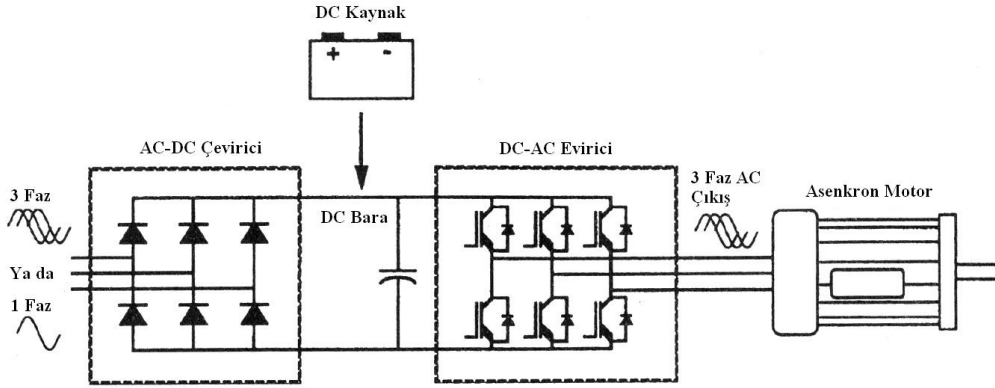 DC Kaynak
+ -
AC-DC Çevirici
DC-AC Evirici
3 Faz
DC Bara
3 Faz AC
Çıkış
Asenkron Motor
Ya da
1 Faz